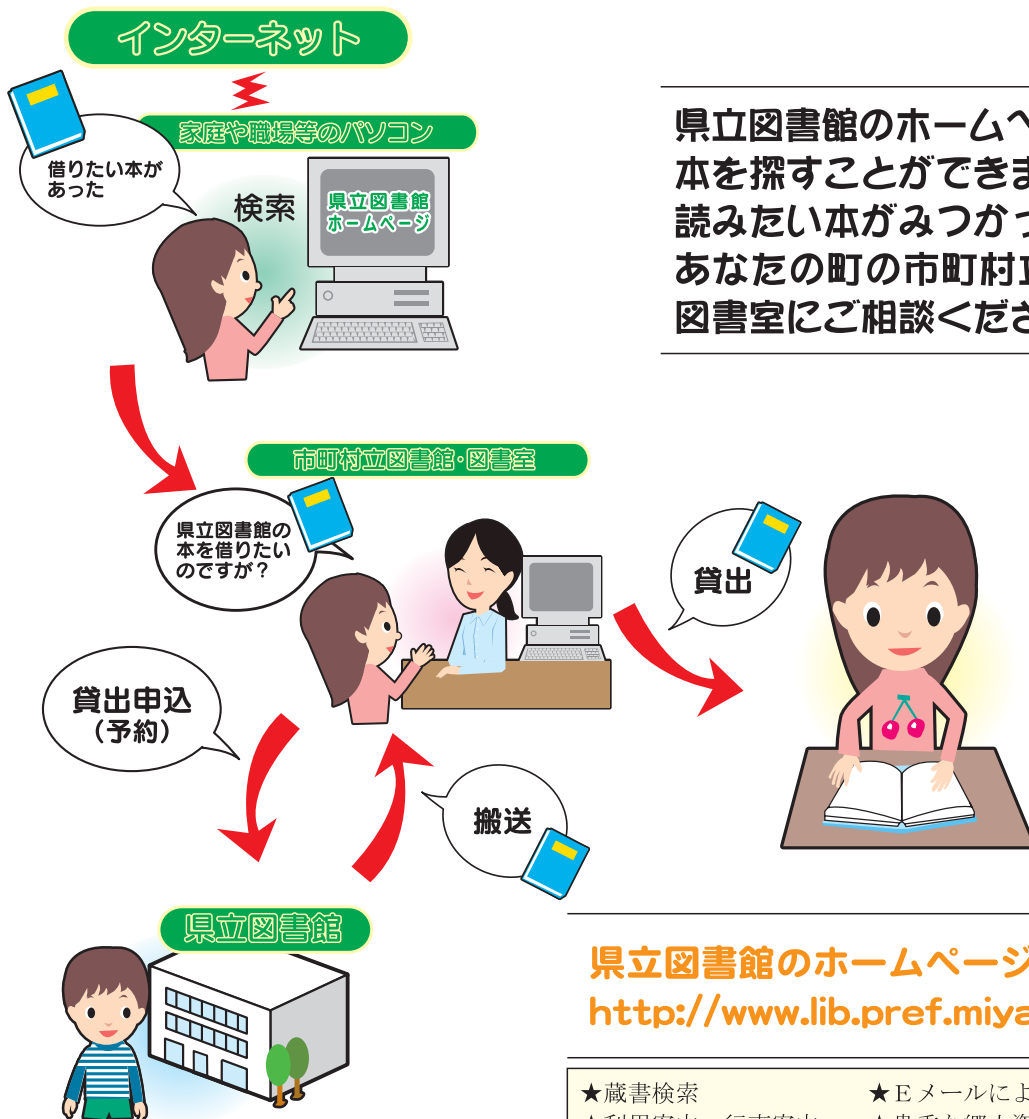 インターネット
家庭や職場等のパソコン
借りたい本が
あった
検索
県立図書館
ホームページ
県立図書館のホームペ
本を探すことができま
読みたい本がみつかっ
あなたの町の市町村立
図書室にご相談くださ
市町村立図書館・図書室
県立図書館の
本を借りたい
のですが？
貸出
貸出申込
（予約）
搬送
県立図書館
県立図書館のホームページ
http://www.lib.pref.miya
★蔵書検索
★Eメールによ